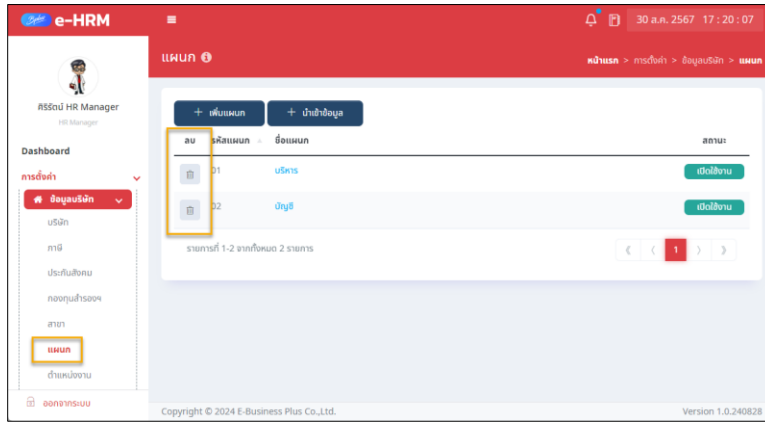 Bplus e-HRM
30 ส.ค. 2567 17 : 20 : 07
แผนก
หน้าแรก > การตั้งค่า > ข้อมูลบริษัท > แผนก
ศิริรัตน์ HR Manager
HR Manager
Dashboard
การตั้งค่า
ข้อมูลบริษัท
บริษัท
ภาษี
ประกันสังคม
กองทุนสำรองฯ
สาขา
แผนก
ตำแหน่งงาน
ออกจากระบบ
+ เพิ่มแผนก + นำเข้าข้อมูล
ลบ รหัสแผนก ชื่อแผนก สถานะ
01 บริหาร เปิดใช้งาน
02 บัญชี เปิดใช้งาน
รายการที่ 1-2 จากทั้งหมด 2 รายการ
1
Copyright © 2024 E-Business Plus Co.,Ltd. Version 1.0.240828